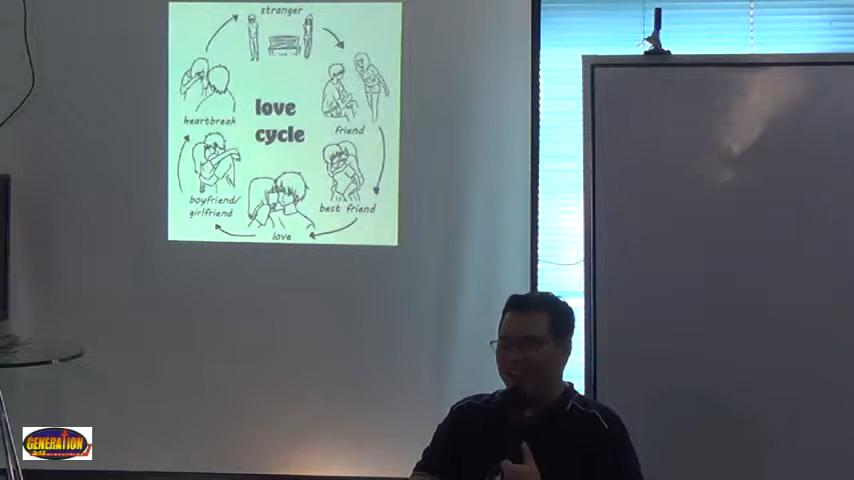 stranger
love
cycle
friend
best friend
love
boyfriend/
girlfriend
heartbreak
GENERATION